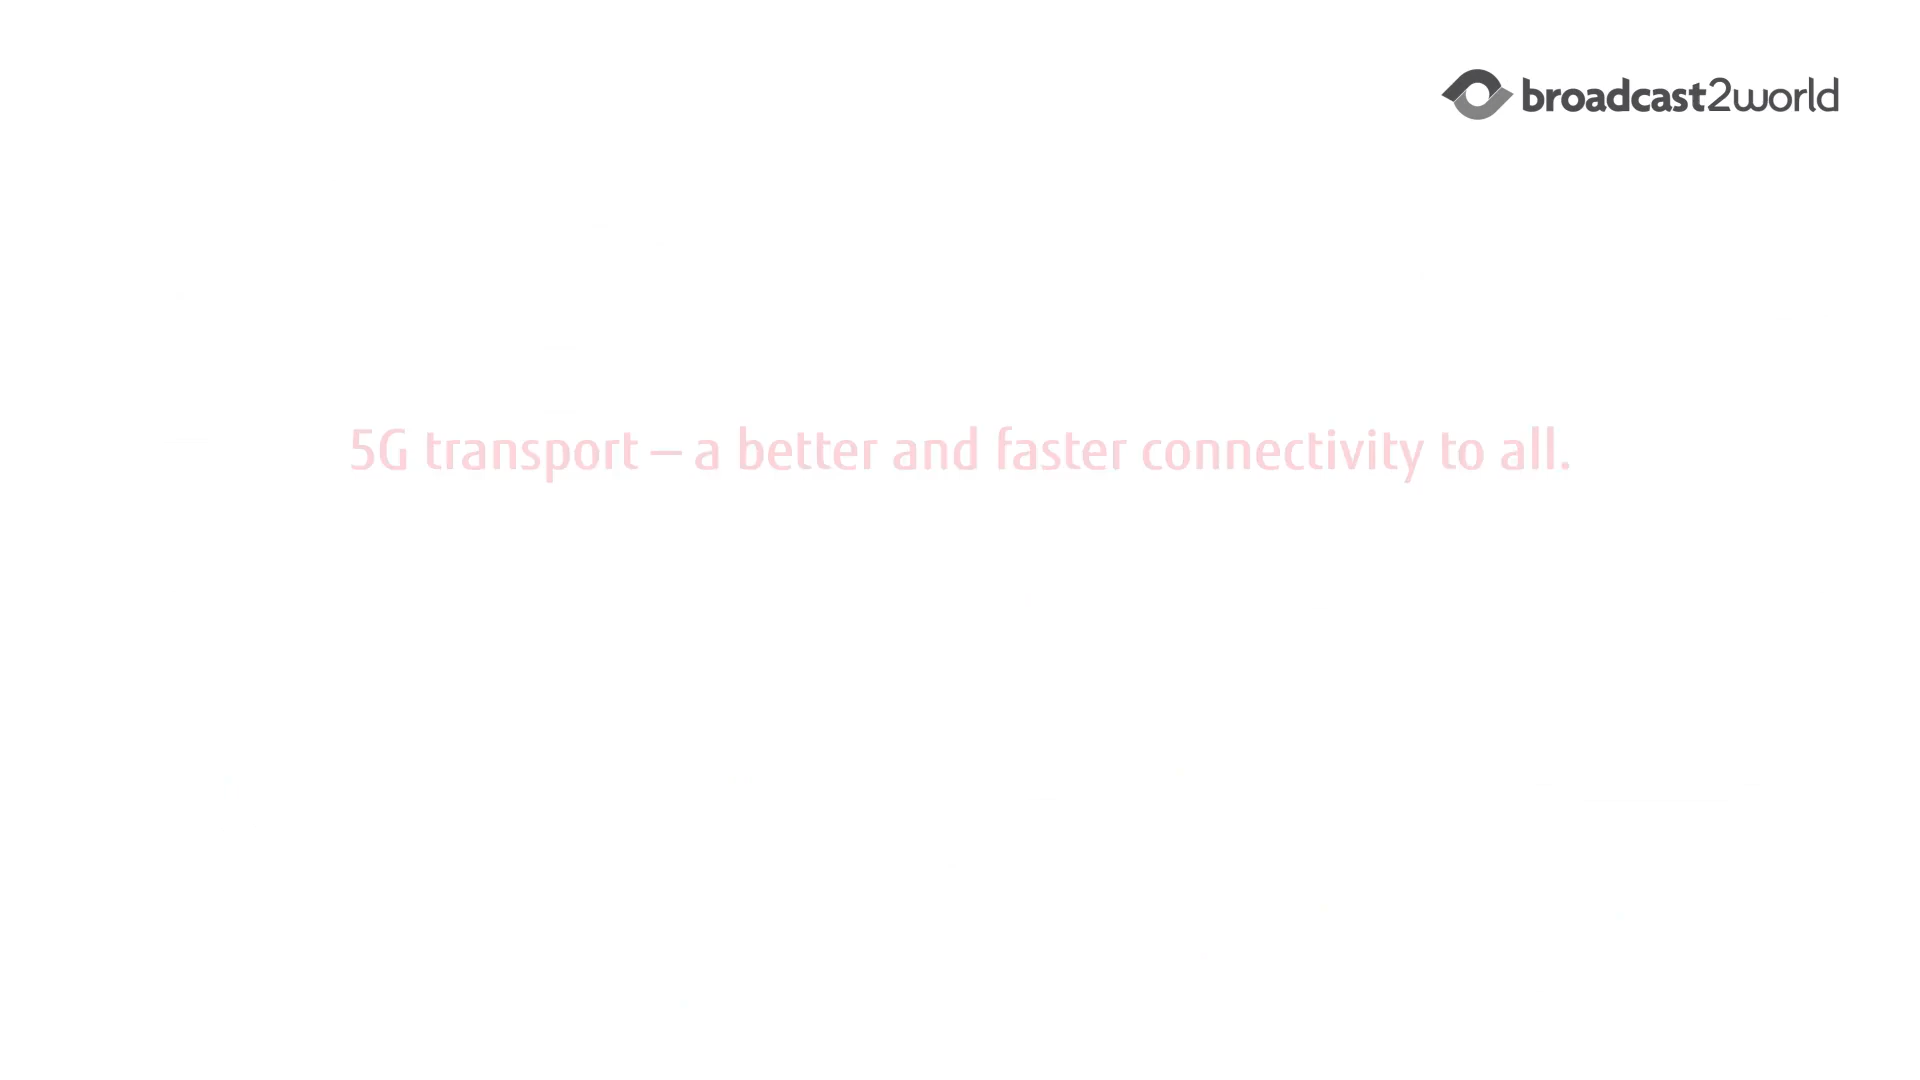 broadcast2world
5G transport – a better and faster connectivity to all.